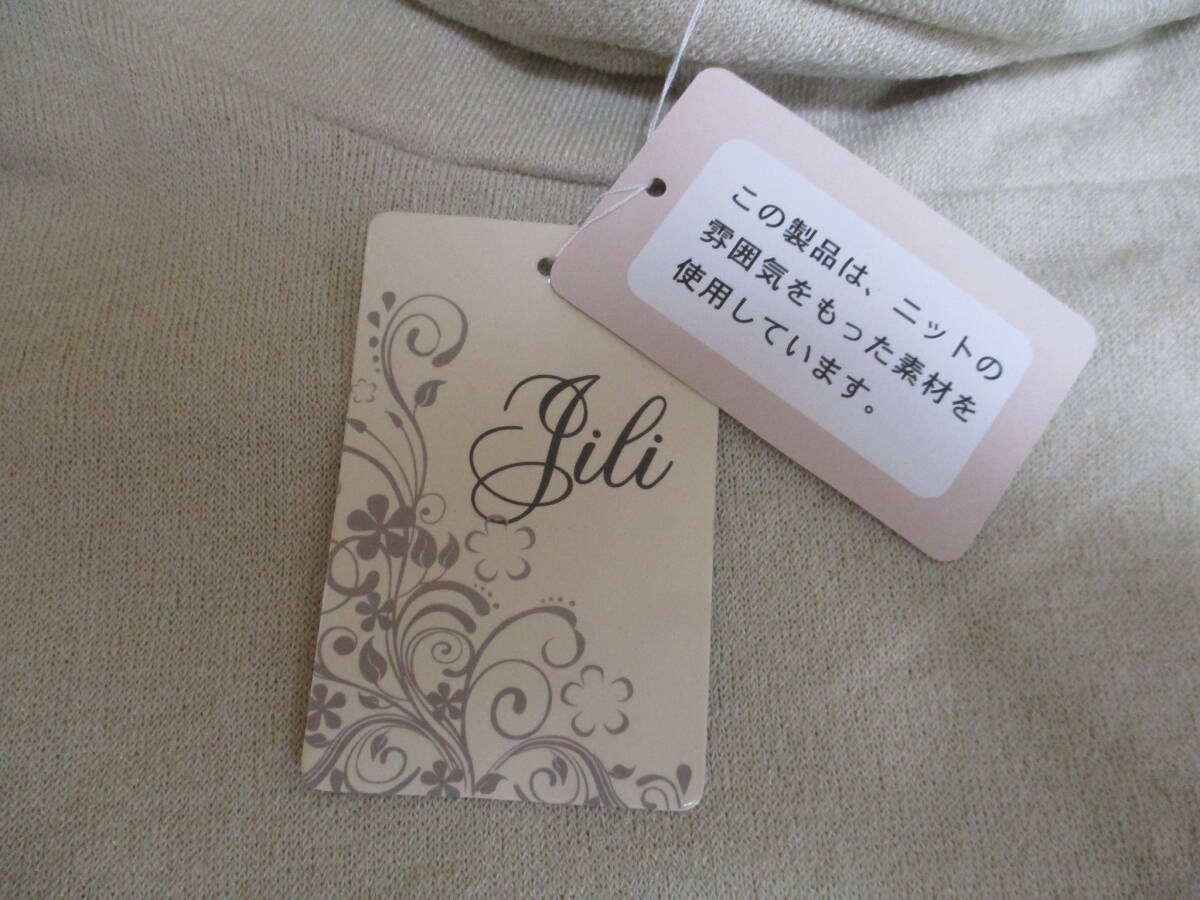 Jili
この製品は、ニットの
雰囲気をもった素材を
使用しています。